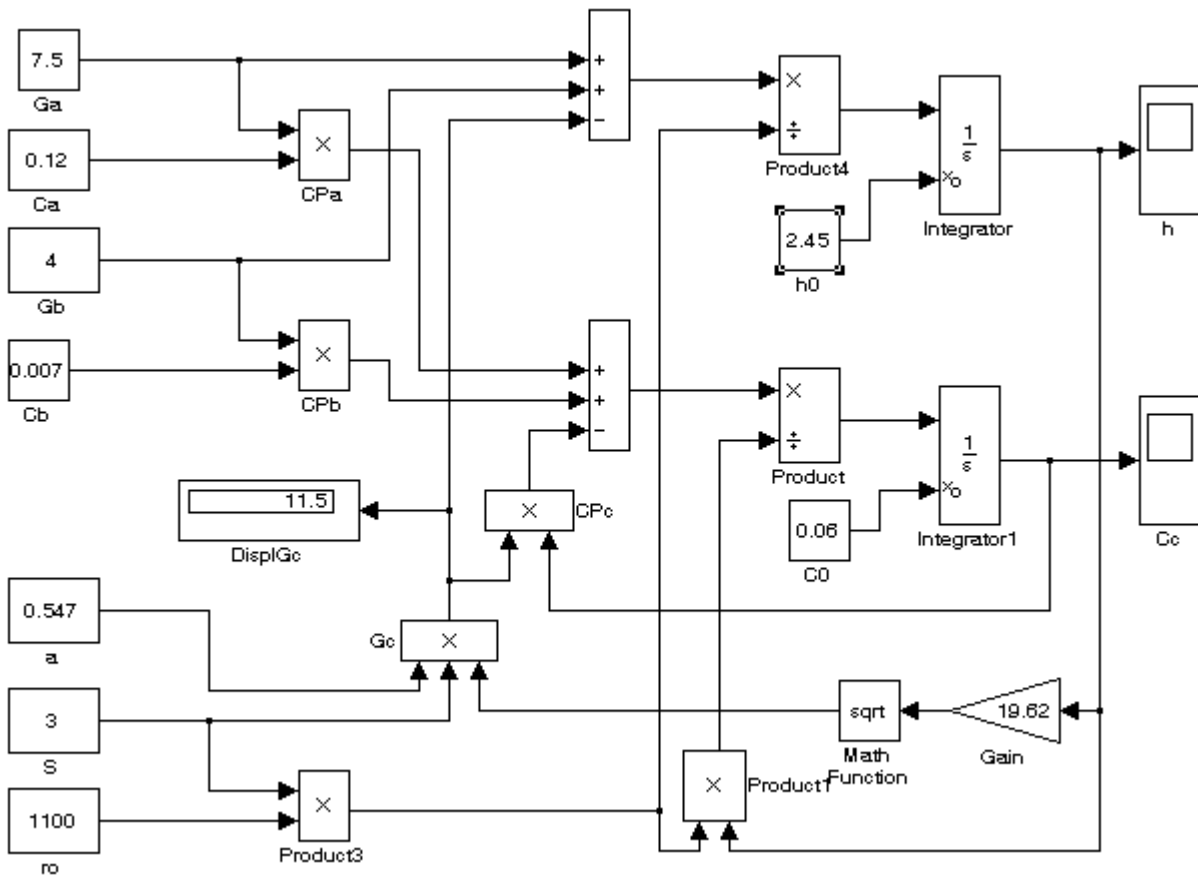 7.5
Ga
0.12
Ca
4
Gb
0.007
Cb
×
CPa
×
CPb
+
+
−
×
÷
Product4
1
s
xo
Integrator
h
2.45
h0
+
+
−
×
÷
Product
1
s
xo
Integrator1
Cc
0.06
C0
11.5
DisplGc
×
CPc
0.547
a
Gc
×
3
S
1100
ro
×
Product3
×
Product1
sqrt
Math
Function
19.62
Gain